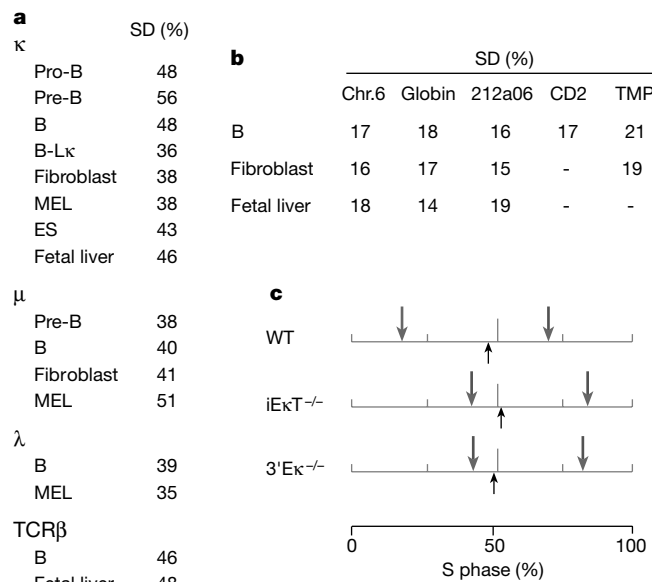 a
SD (%)
κ
Pro-B 48
Pre-B 56
B 48
B-Lκ 36
Fibroblast 38
MEL 38
ES 43
Fetal liver 46
μ
Pre-B 38
B 40
Fibroblast 41
MEL 51
λ
B 39
MEL 35
TCRβ
B 46
Fetal liver 48
b
SD (%)
Chr.6 Globin 212a06 CD2 TMP
B 17 18 16 17 21
Fibroblast 16 17 15 - 19
Fetal liver 18 14 19 - -
c
WT
iEκT–/–
3'Eκ–/–
0 50 100
S phase (%)